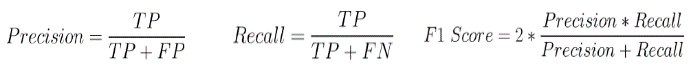 Precision = TP / TP + FP    Recall = TP / TP + FN    F1 Score = 2 * Precision * Recall / Precision + Recall